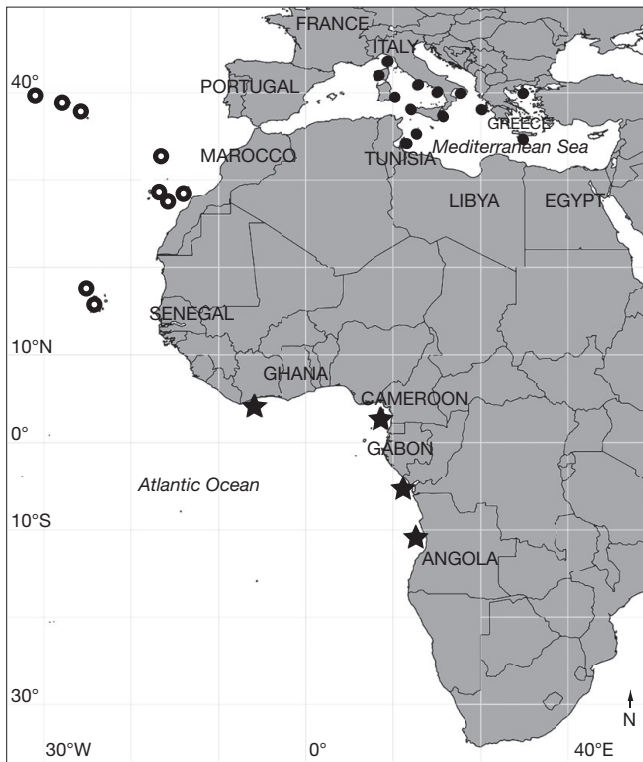 FRANCE
ITALY
40°
PORTUGAL
GREECE
Mediterranean Sea
MAROCCO
TUNISIA
LIBYA
EGYPT
SENEGAL
10°N
GHANA
CAMEROON
0°
GABON
Atlantic Ocean
10°S
ANGOLA
30°
N
30°W
0°
40°E